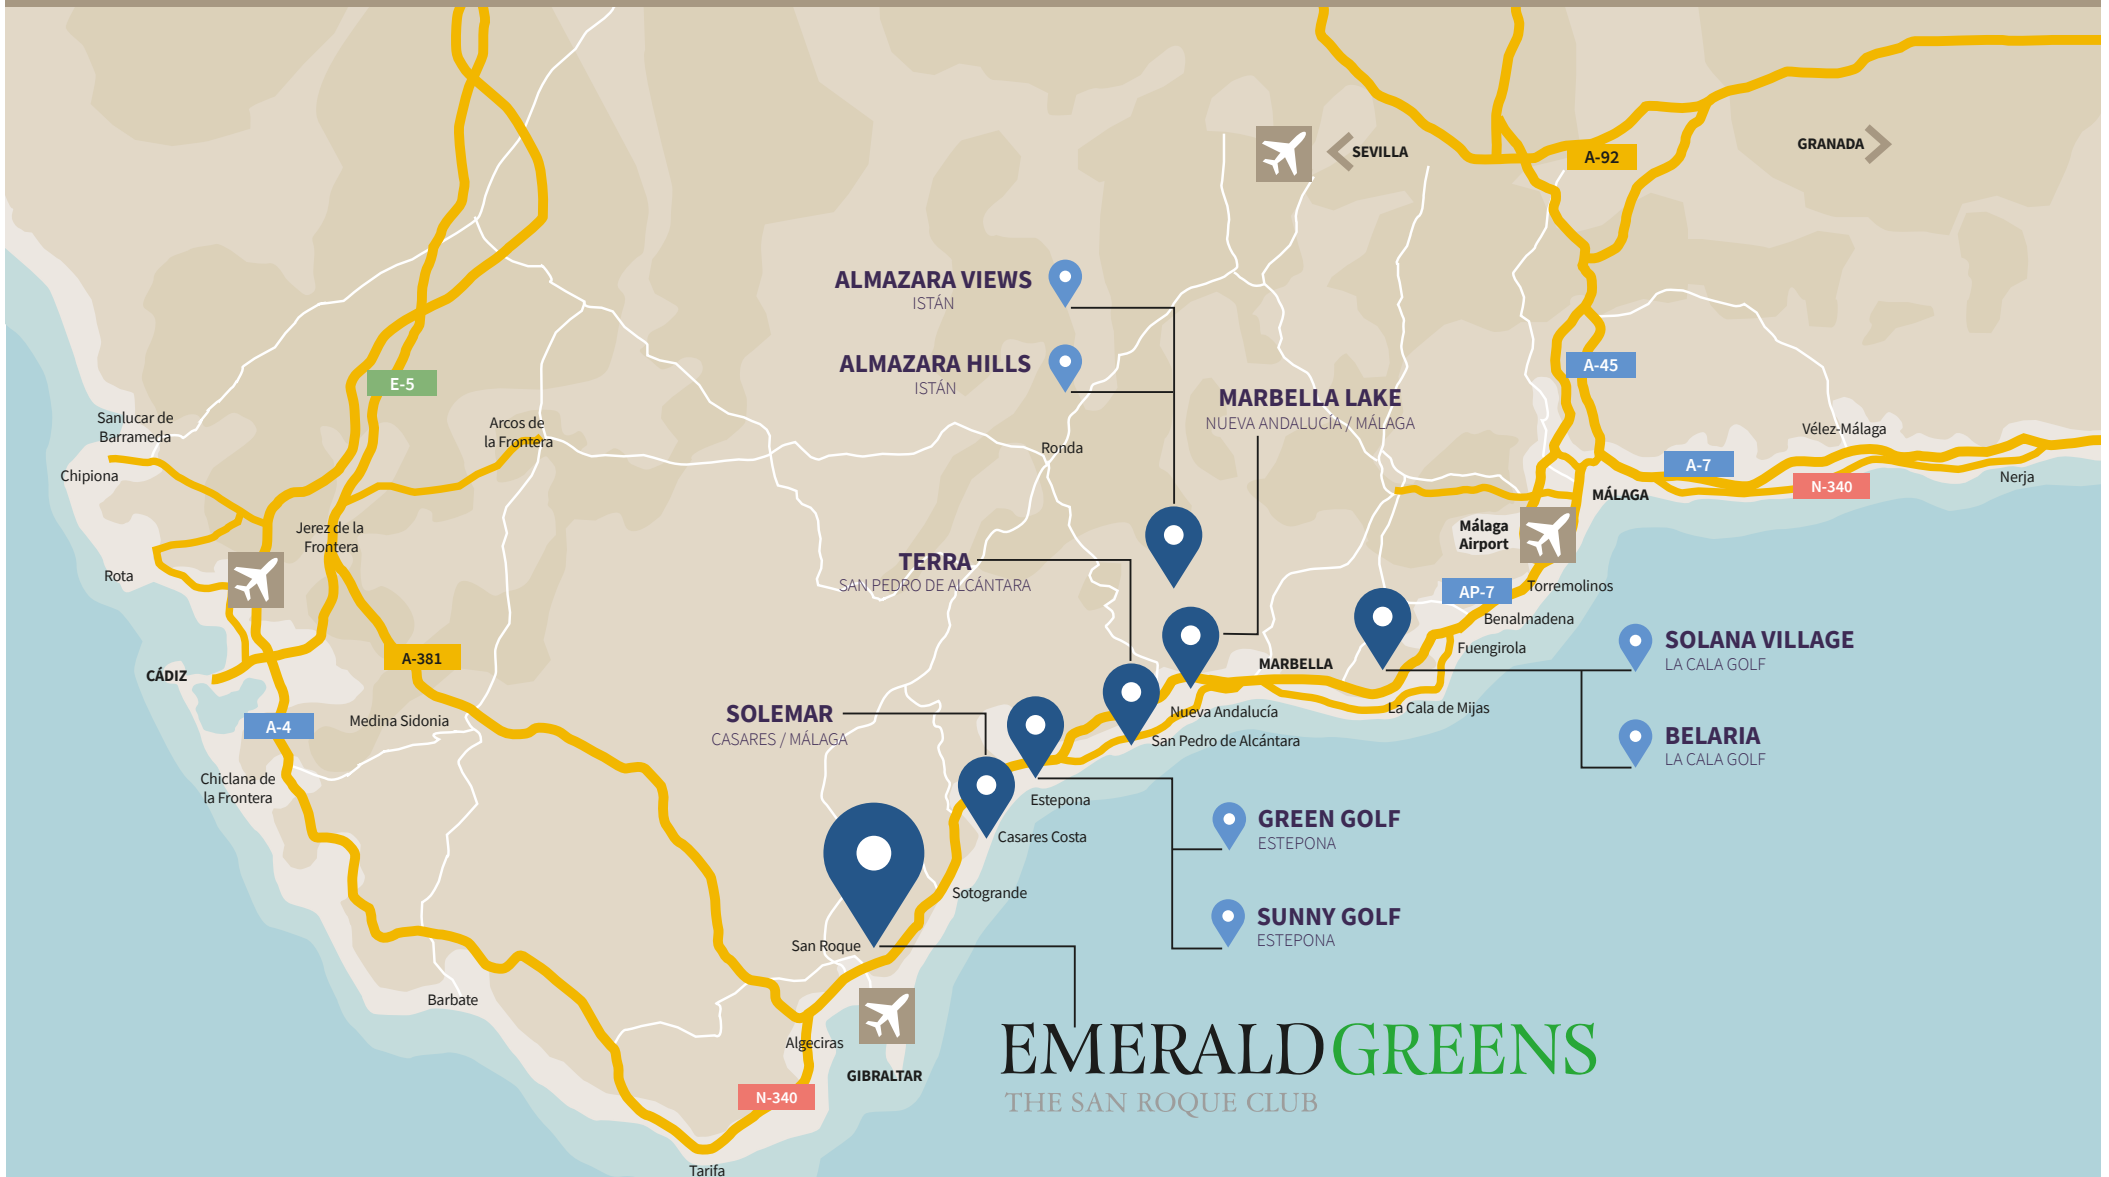 SEVILLA
A-92
GRANADA
ALMAZARA VIEWS
ISTÁN
ALMAZARA HILLS
ISTÁN
A-45
E-5
MARBELLA LAKE
NUEVA ANDALUCÍA / MÁLAGA
Sanlucar de
Barrameda
Arcos de
la Frontera
Ronda
Vélez-Málaga
Chipiona
A-7
N-340
Nerja
MÁLAGA
Jerez de la
Frontera
Málaga
Airport
TERRA
SAN PEDRO DE ALCÁNTARA
Rota
AP-7
Torremolinos
Benalmadena
Fuengirola
SOLANA VILLAGE
LA CALA GOLF
A-381
MARBELLA
CÁDIZ
A-4
Medina Sidonia
SOLEMAR
CASARES / MÁLAGA
Nueva Andalucía
La Cala de Mijas
San Pedro de Alcántara
BELARIA
LA CALA GOLF
Chiclana de
la Frontera
Estepona
GREEN GOLF
ESTEPONA
Casares Costa
Sotogrande
SUNNY GOLF
ESTEPONA
San Roque
Barbate
Algeciras
GIBRALTAR
EMERALDGREENS
THE SAN ROQUE CLUB
N-340
Tarifa